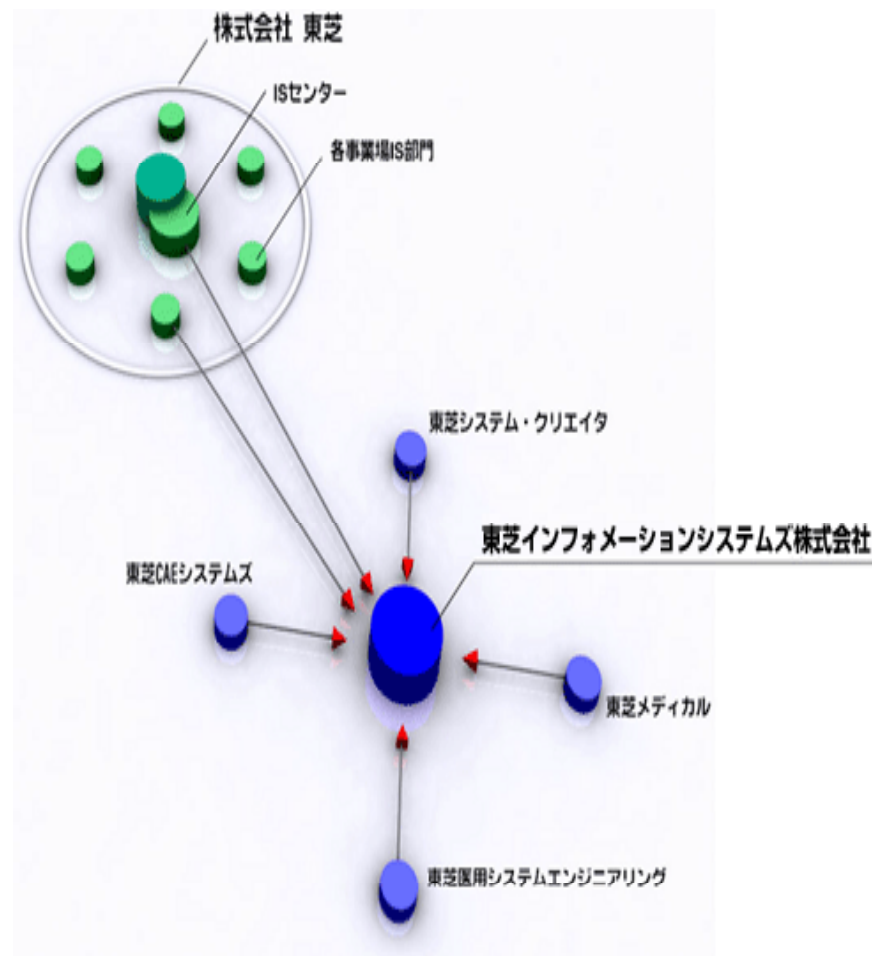 株式会社 東芝
ISセンター
各事業場IS部門
東芝システム・クリエイタ
東芝インフォメーションシステムズ株式会社
東芝CAEシステムズ
東芝メディカル
東芝医用システムエンジニアリング